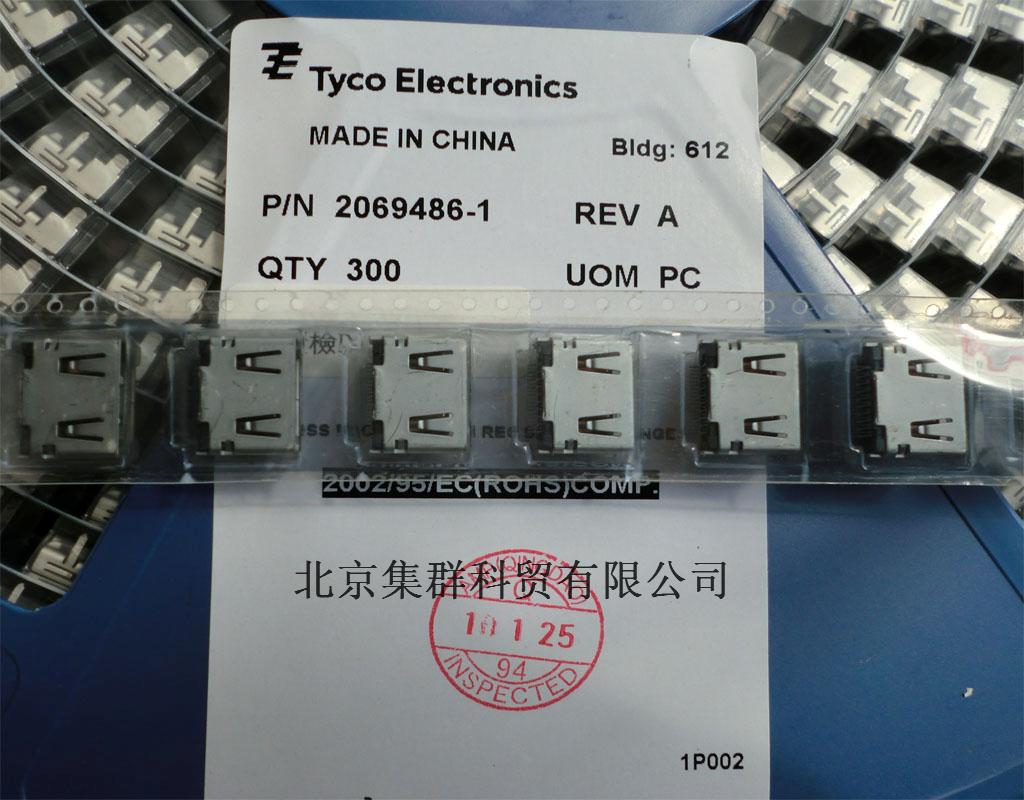 Tyco Electronics
MADE IN CHINA
Bldg: 612
P/N 2069486-1
REV A
QTY 300
UOM PC
檢
2002/95/EC(ROHS)COMP.
北京集群科贸有限公司
10 1 25
94
INSPECTED
1P002